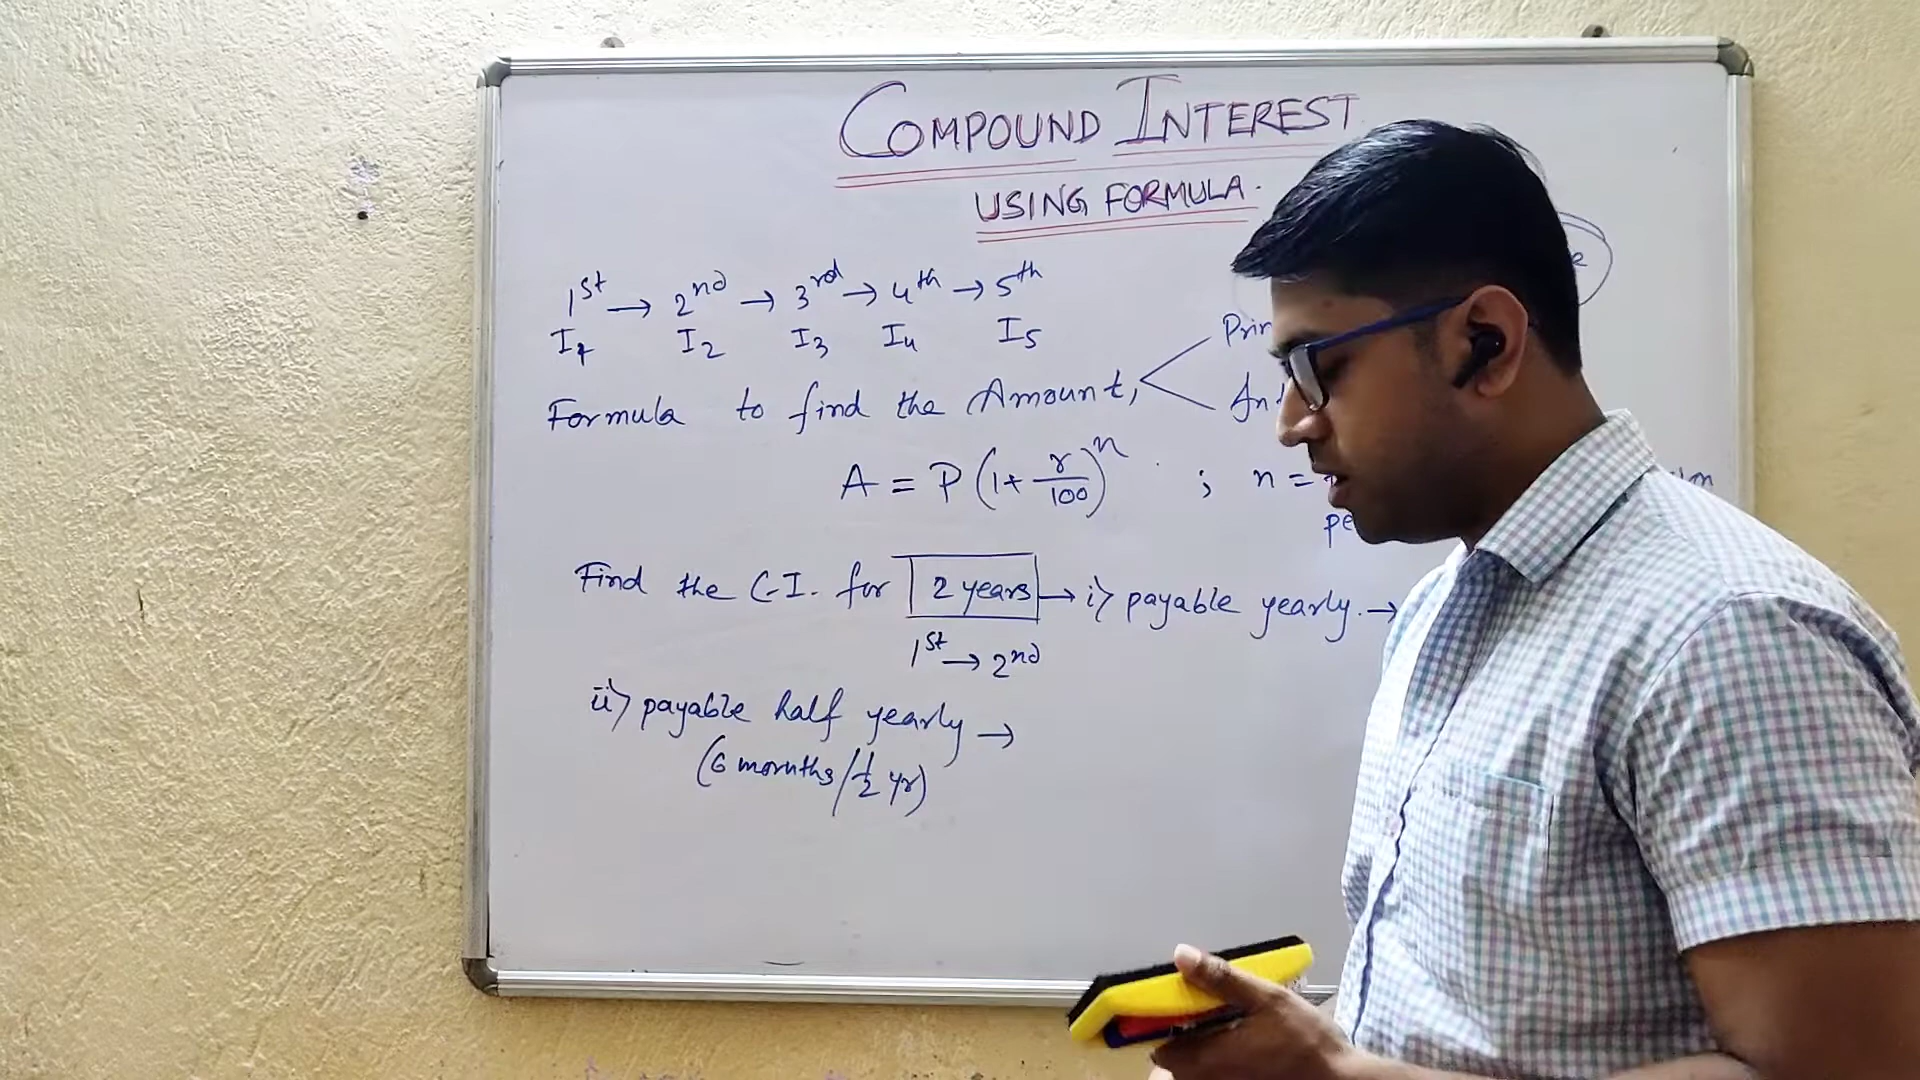 COMPOUND INTEREST
USING FORMULA.
1st → 2nd → 3rd → 4th → 5th
I1 I2 I3 I4 I5
Formula to find the Amount,
A = P (1 + r/100)^n ; n =
Find the C.I. for 2 years → i> payable yearly. →
1st → 2nd
ii> payable half yearly →
(6 mornths / 1/2 yr)